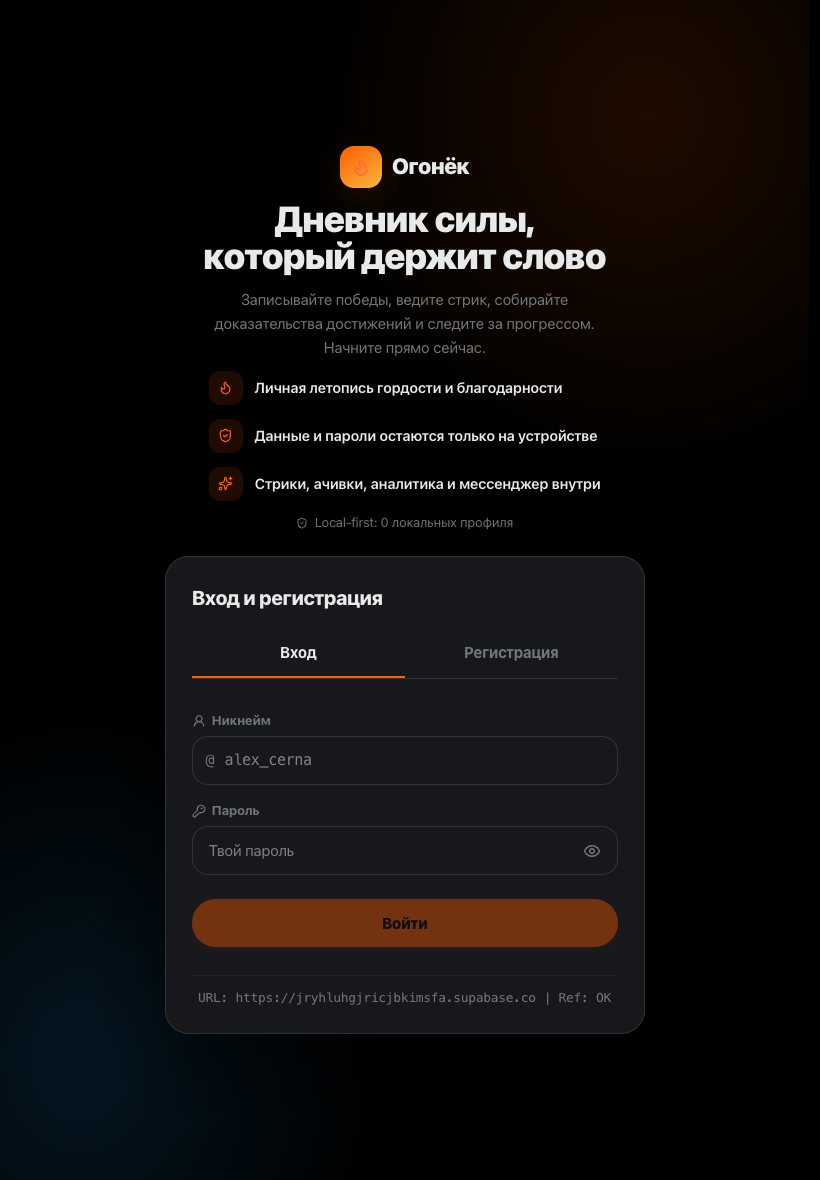 Огонёк
Дневник силы,
который держит слово
Записывайте победы, ведите стрик, собирайте
доказательства достижений и следите за прогрессом.
Начните прямо сейчас.
Личная летопись гордости и благодарности
Данные и пароли остаются только на устройстве
Стрики, ачивки, аналитика и мессенджер внутри
Local-first: 0 локальных профиля
Вход и регистрация
Вход
Регистрация
Никнейм
@ alex_cerna
Пароль
Твой пароль
Войти
URL: https://jryhluhgjricjbkimsfa.supabase.co | Ref: OK